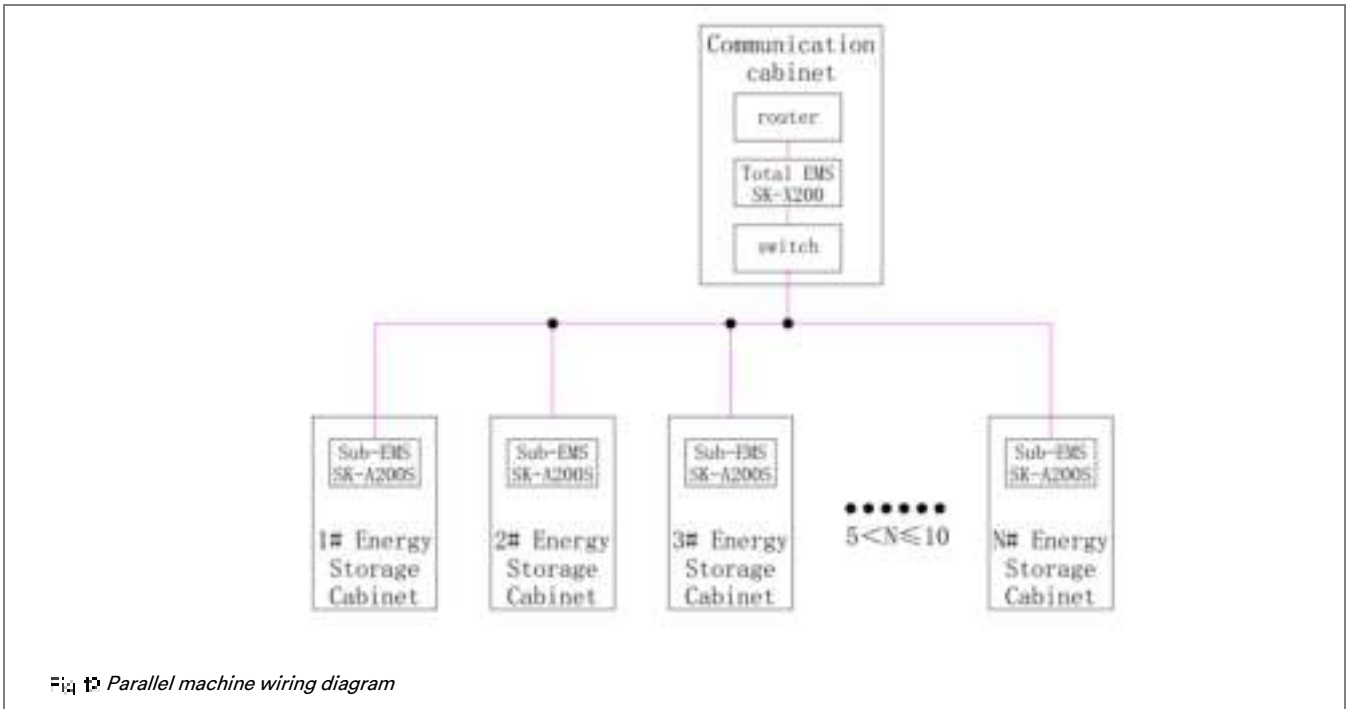 Communication
cabinet
router
Total EMS
SK-X200
switch
Sub-EMS
SK-A200S
1# Energy
Storage
Cabinet
Sub-EMS
SK-A200S
2# Energy
Storage
Cabinet
Sub-EMS
SK-A200S
3# Energy
Storage
Cabinet
5<N≤10
Sub-EMS
SK-A200S
N# Energy
Storage
Cabinet
Fig Parallel machine wiring diagram